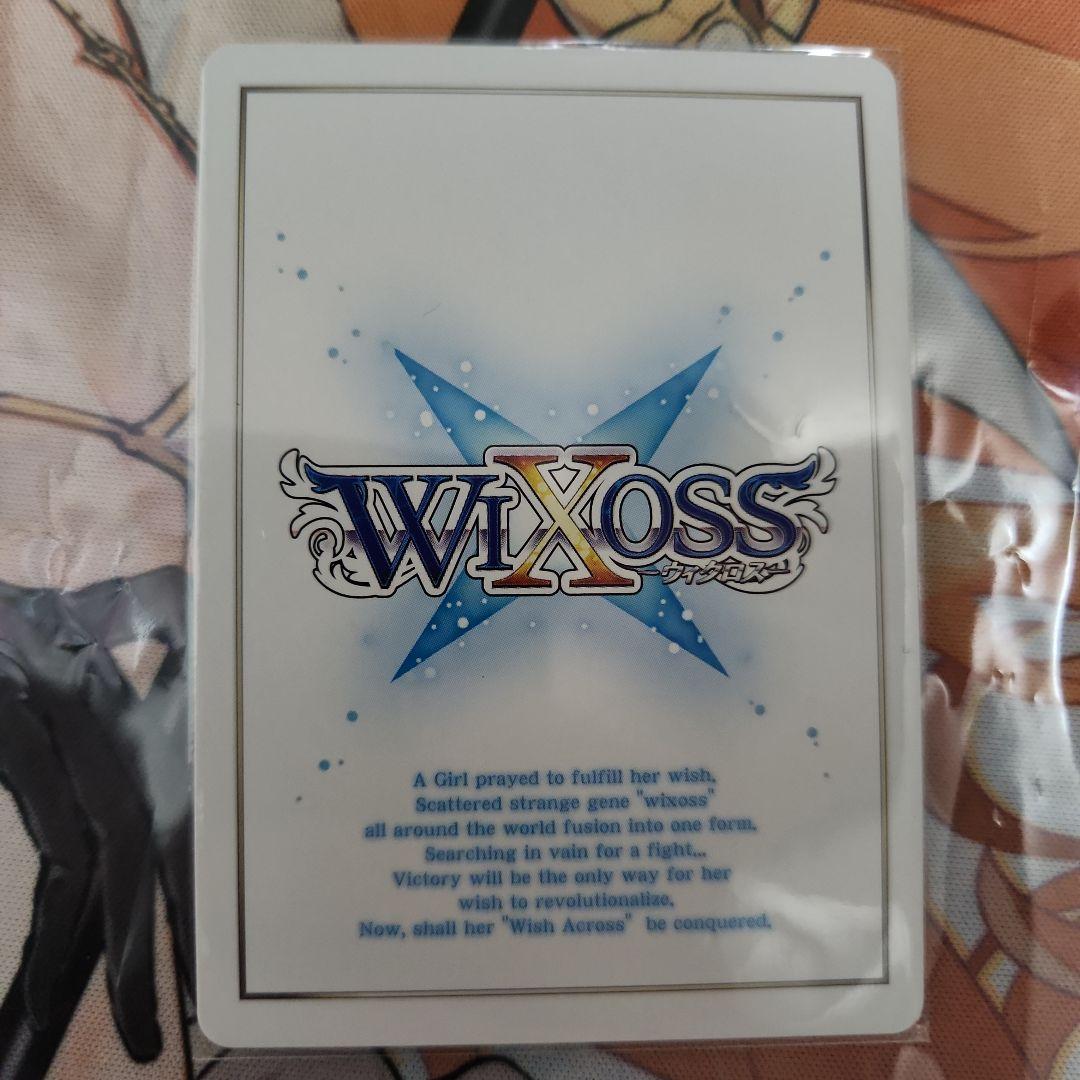 WIXOSS
ウィクロス
A Girl prayed to fulfill her wish.
Scattered strange gene "wixoss"
all around the world fusion into one form.
Searching in vain for a fight...
Victory will be the only way for her
wish to revolutionalize.
Now, shall her "Wish Across" be conquered.